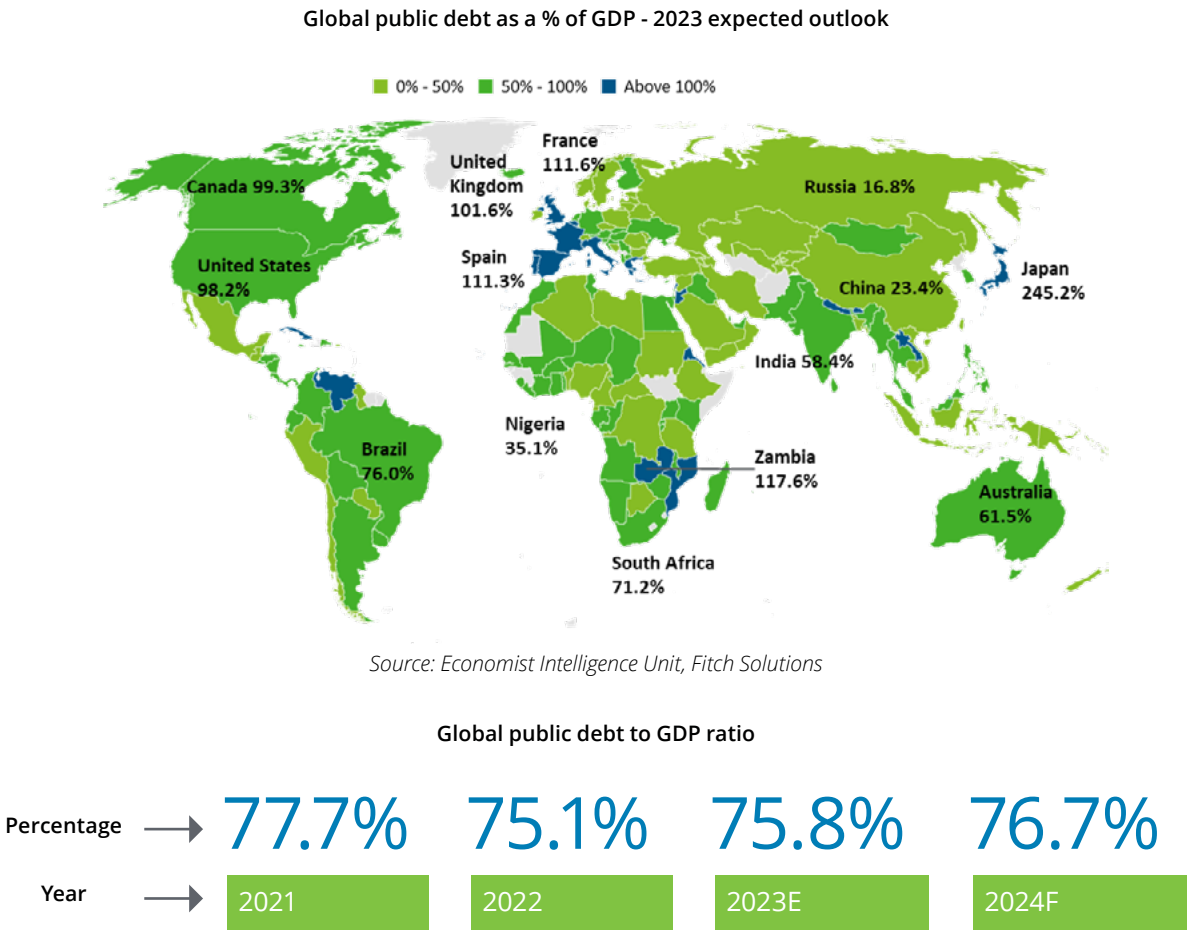 Global public debt as a % of GDP - 2023 expected outlook
0% - 50% 50% - 100% Above 100%
France
111.6%
United
Kingdom
101.6%
Canada 99.3%
Russia 16.8%
Spain
111.3%
United States
98.2%
Japan
245.2%
China 23.4%
India 58.4%
Nigeria
35.1%
Brazil
76.0%
Zambia
117.6%
Australia
61.5%
South Africa
71.2%
Source: Economist Intelligence Unit, Fitch Solutions
Global public debt to GDP ratio
Percentage 77.7% 75.1% 75.8% 76.7%
Year 2021 2022 2023E 2024F